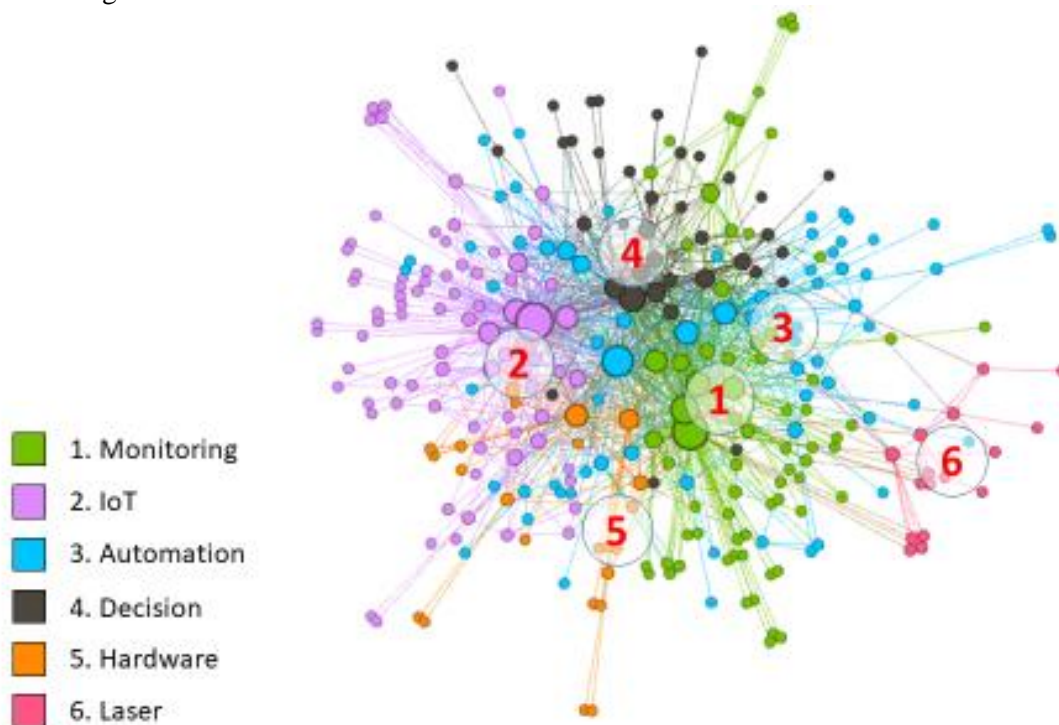 4
3
2
1
6
5
1. Monitoring
2. IoT
3. Automation
4. Decision
5. Hardware
6. Laser